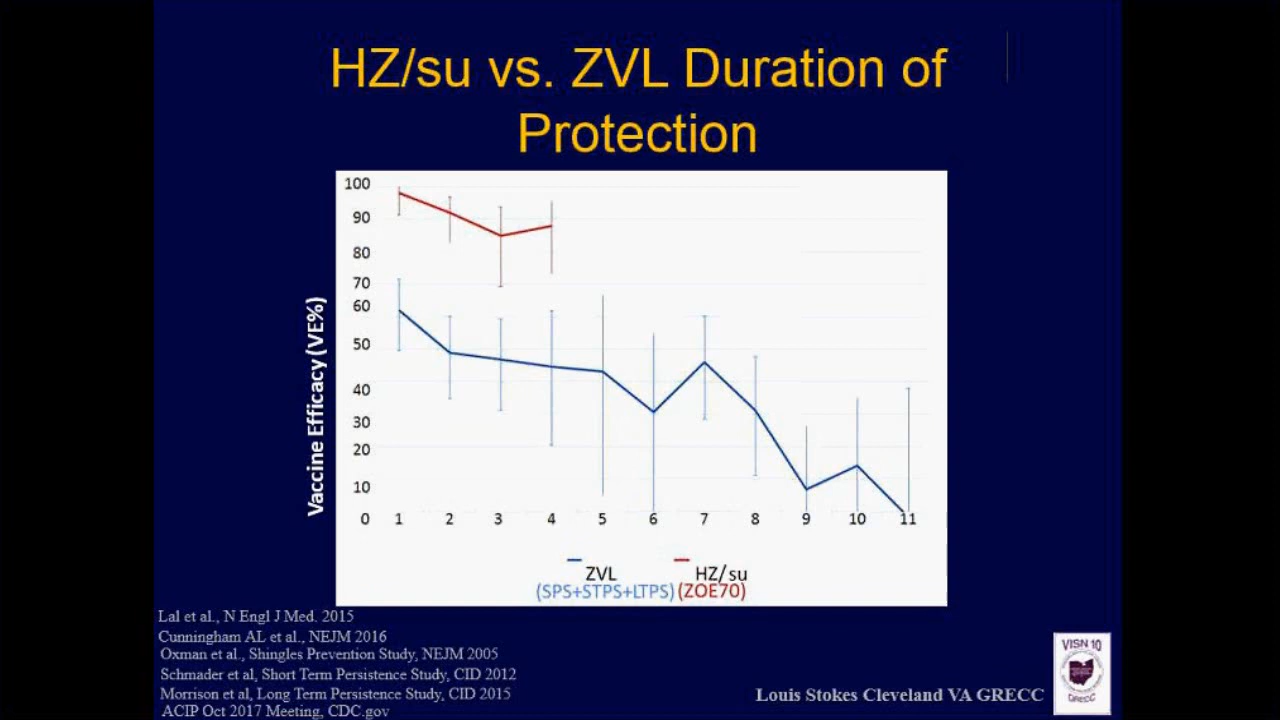 HZ/su vs. ZVL Duration of
Protection
Vaccine Efficacy (VE%)
100
90
80
70
60
50
40
30
20
10
0 1 2 3 4 5 6 7 8 9 10 11
ZVL HZ/su
(SPS+STPS+LTPS) (ZOE70)
Lal et al., N Engl J Med. 2015
Cunningham AL et al., NEJM 2016
Oxman et al., Shingles Prevention Study, NEJM 2005
Schmader et al, Short Term Persistence Study, CID 2012
Morrison et al, Long Term Persistence Study, CID 2015
ACIP Oct 2017 Meeting, CDC.gov
Louis Stokes Cleveland VA GRECC
VISN 10
GRECC